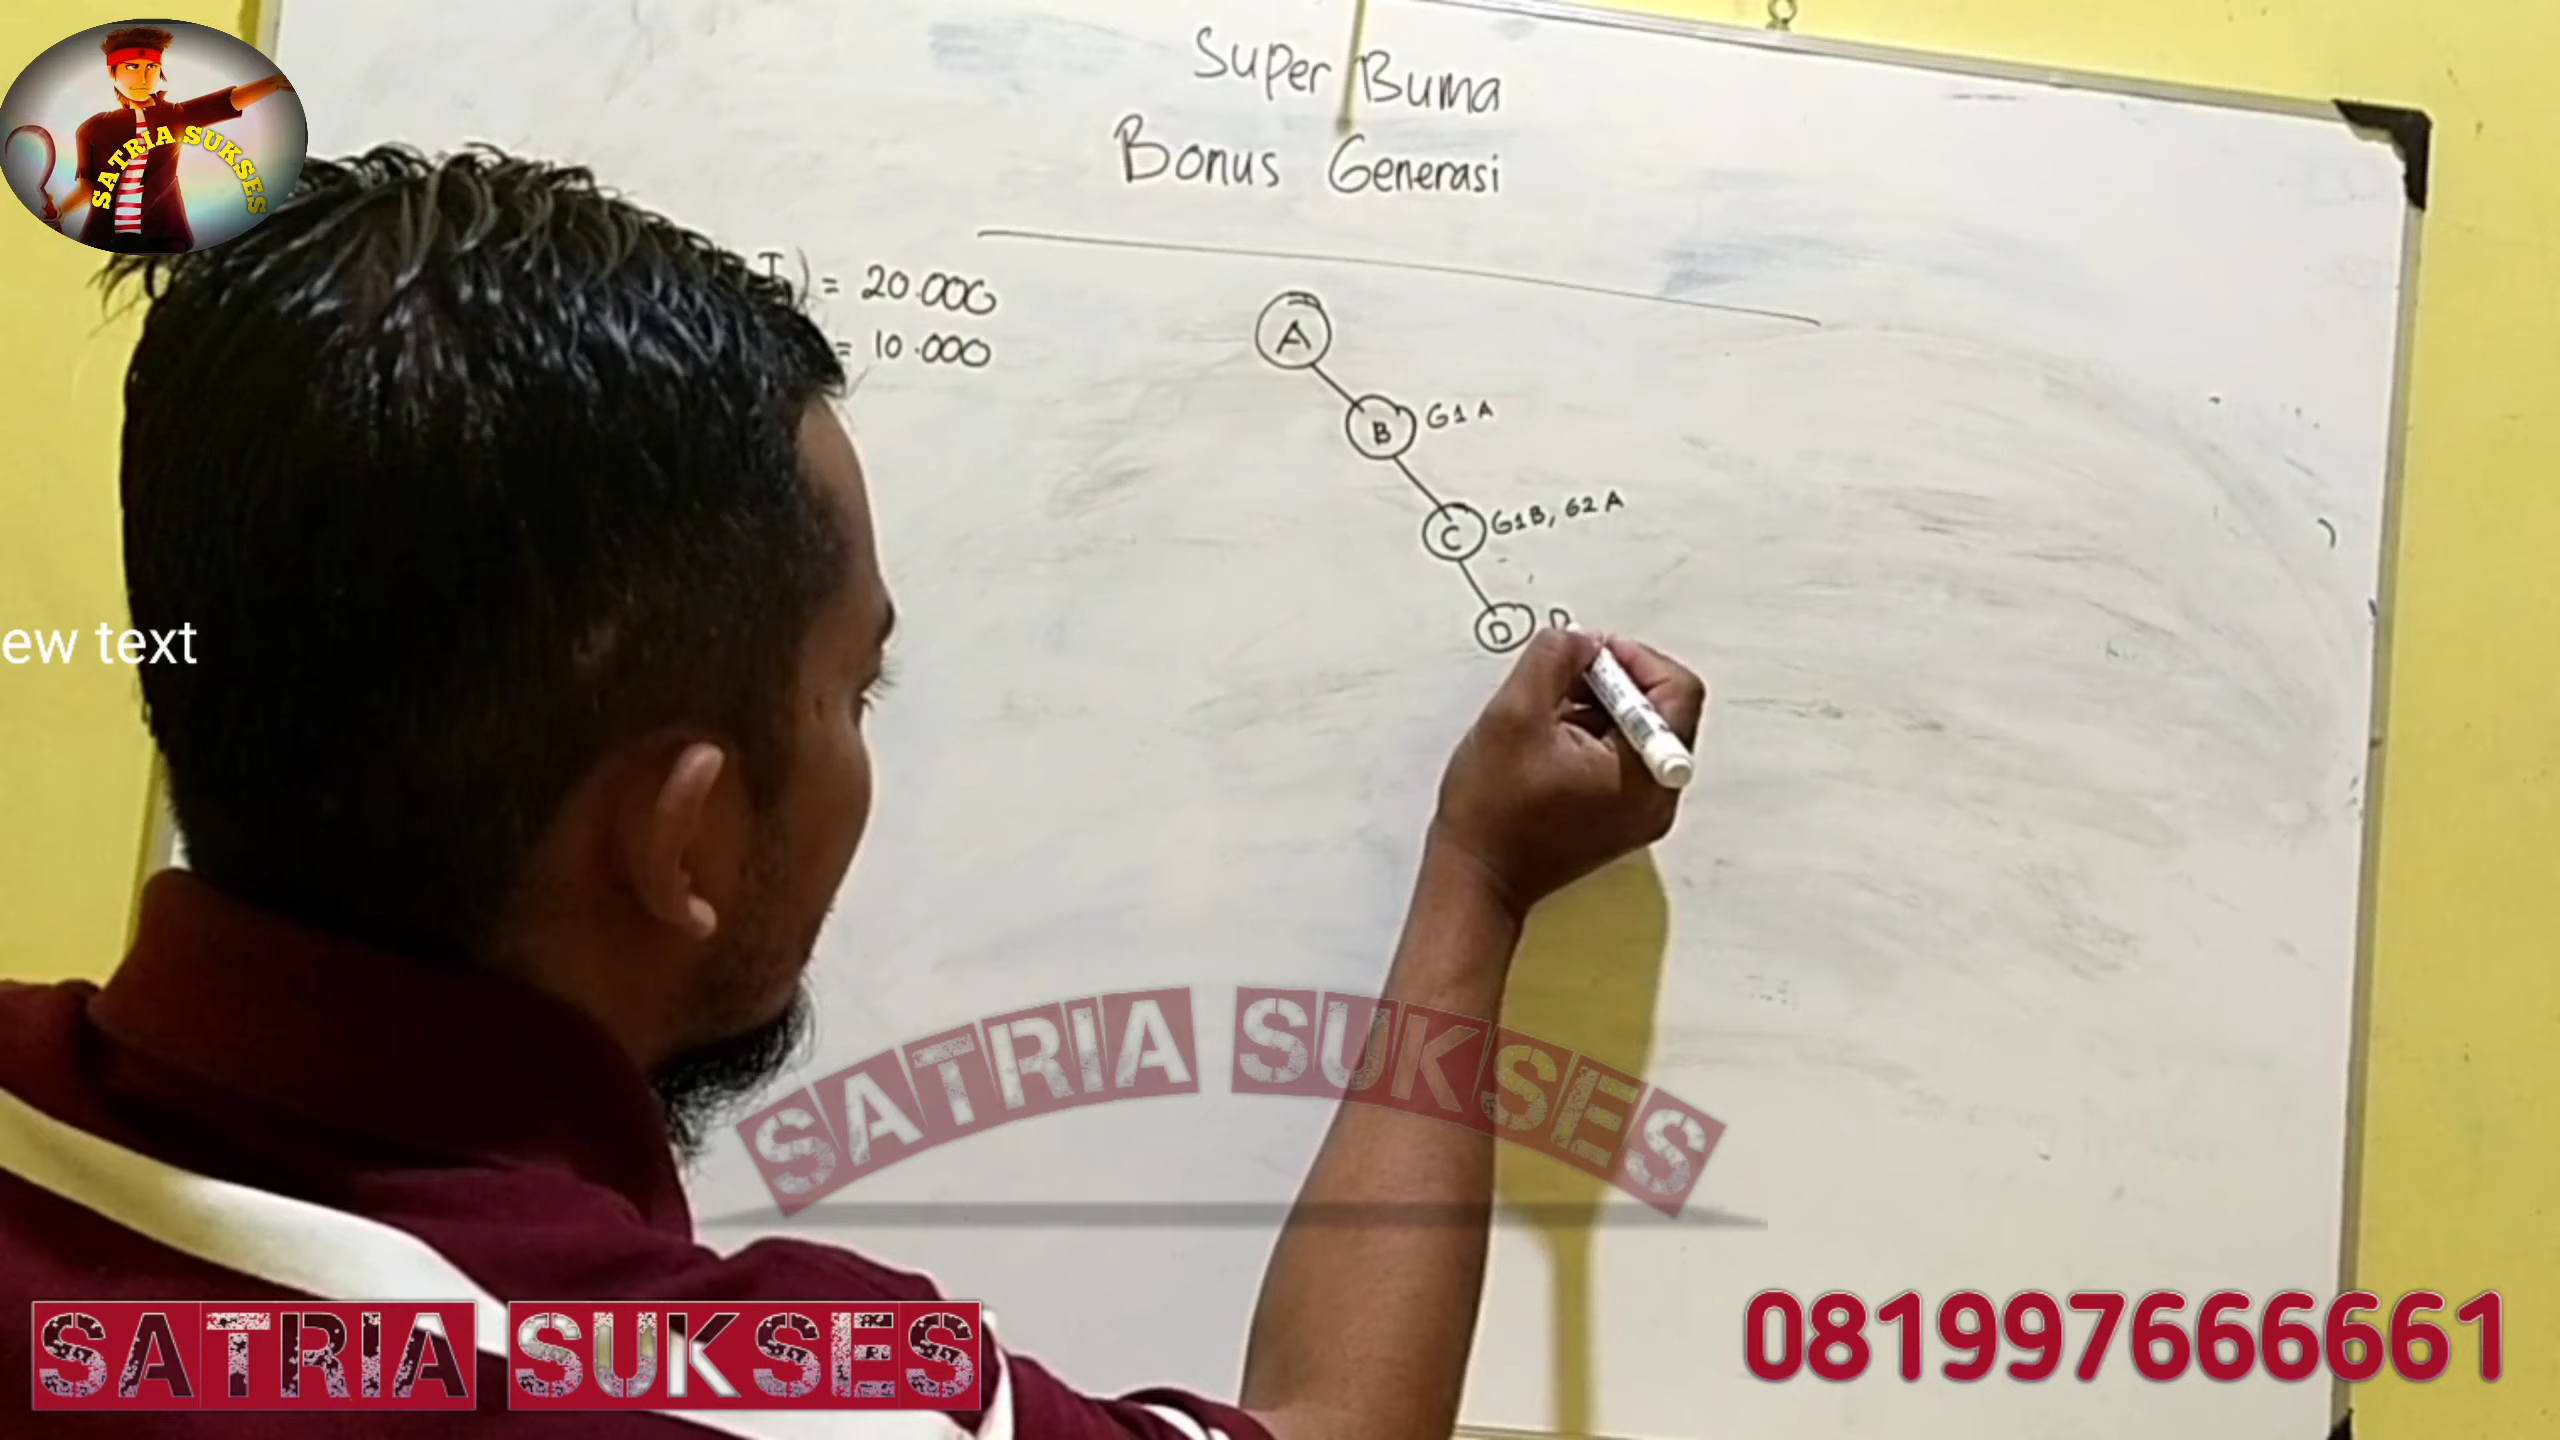 SATRIA SUKSES
Super Buma
Bonus Generasi
I) = 20.000
= 10.000
A
B G1 A
C G1B, G2 A
D
ew text
SATRIA SUKSES
SATRIA SUKSES
081997666661